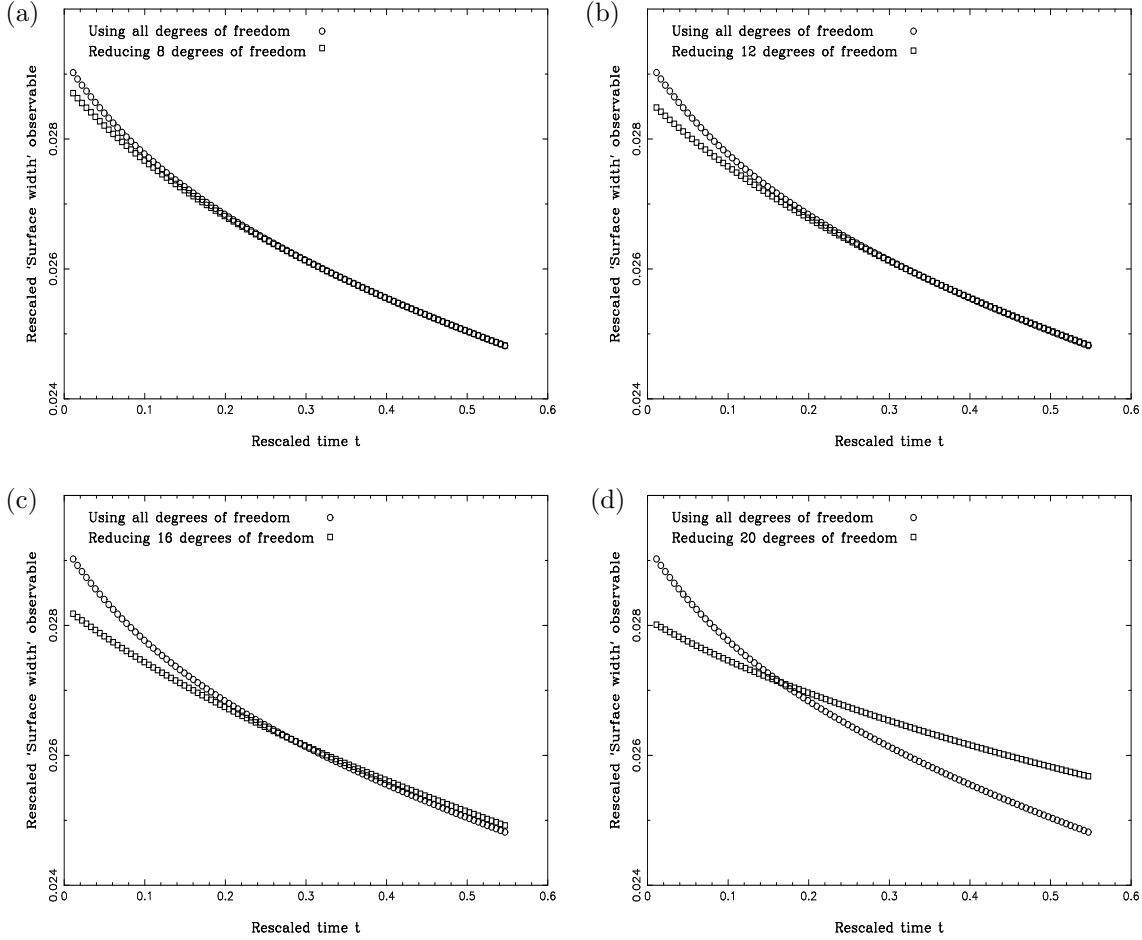 (a)
Using all degrees of freedom
Reducing 8 degrees of freedom
Rescaled 'Surface width' observable
0.024
0.026
0.028
0
0.1
0.2
0.3
0.4
0.5
0.6
Rescaled time t
(b)
Using all degrees of freedom
Reducing 12 degrees of freedom
Rescaled 'Surface width' observable
0.024
0.026
0.028
0
0.1
0.2
0.3
0.4
0.5
0.6
Rescaled time t
(c)
Using all degrees of freedom
Reducing 16 degrees of freedom
Rescaled 'Surface width' observable
0.024
0.026
0.028
0
0.1
0.2
0.3
0.4
0.5
0.6
Rescaled time t
(d)
Using all degrees of freedom
Reducing 20 degrees of freedom
Rescaled 'Surface width' observable
0.024
0.026
0.028
0
0.1
0.2
0.3
0.4
0.5
0.6
Rescaled time t